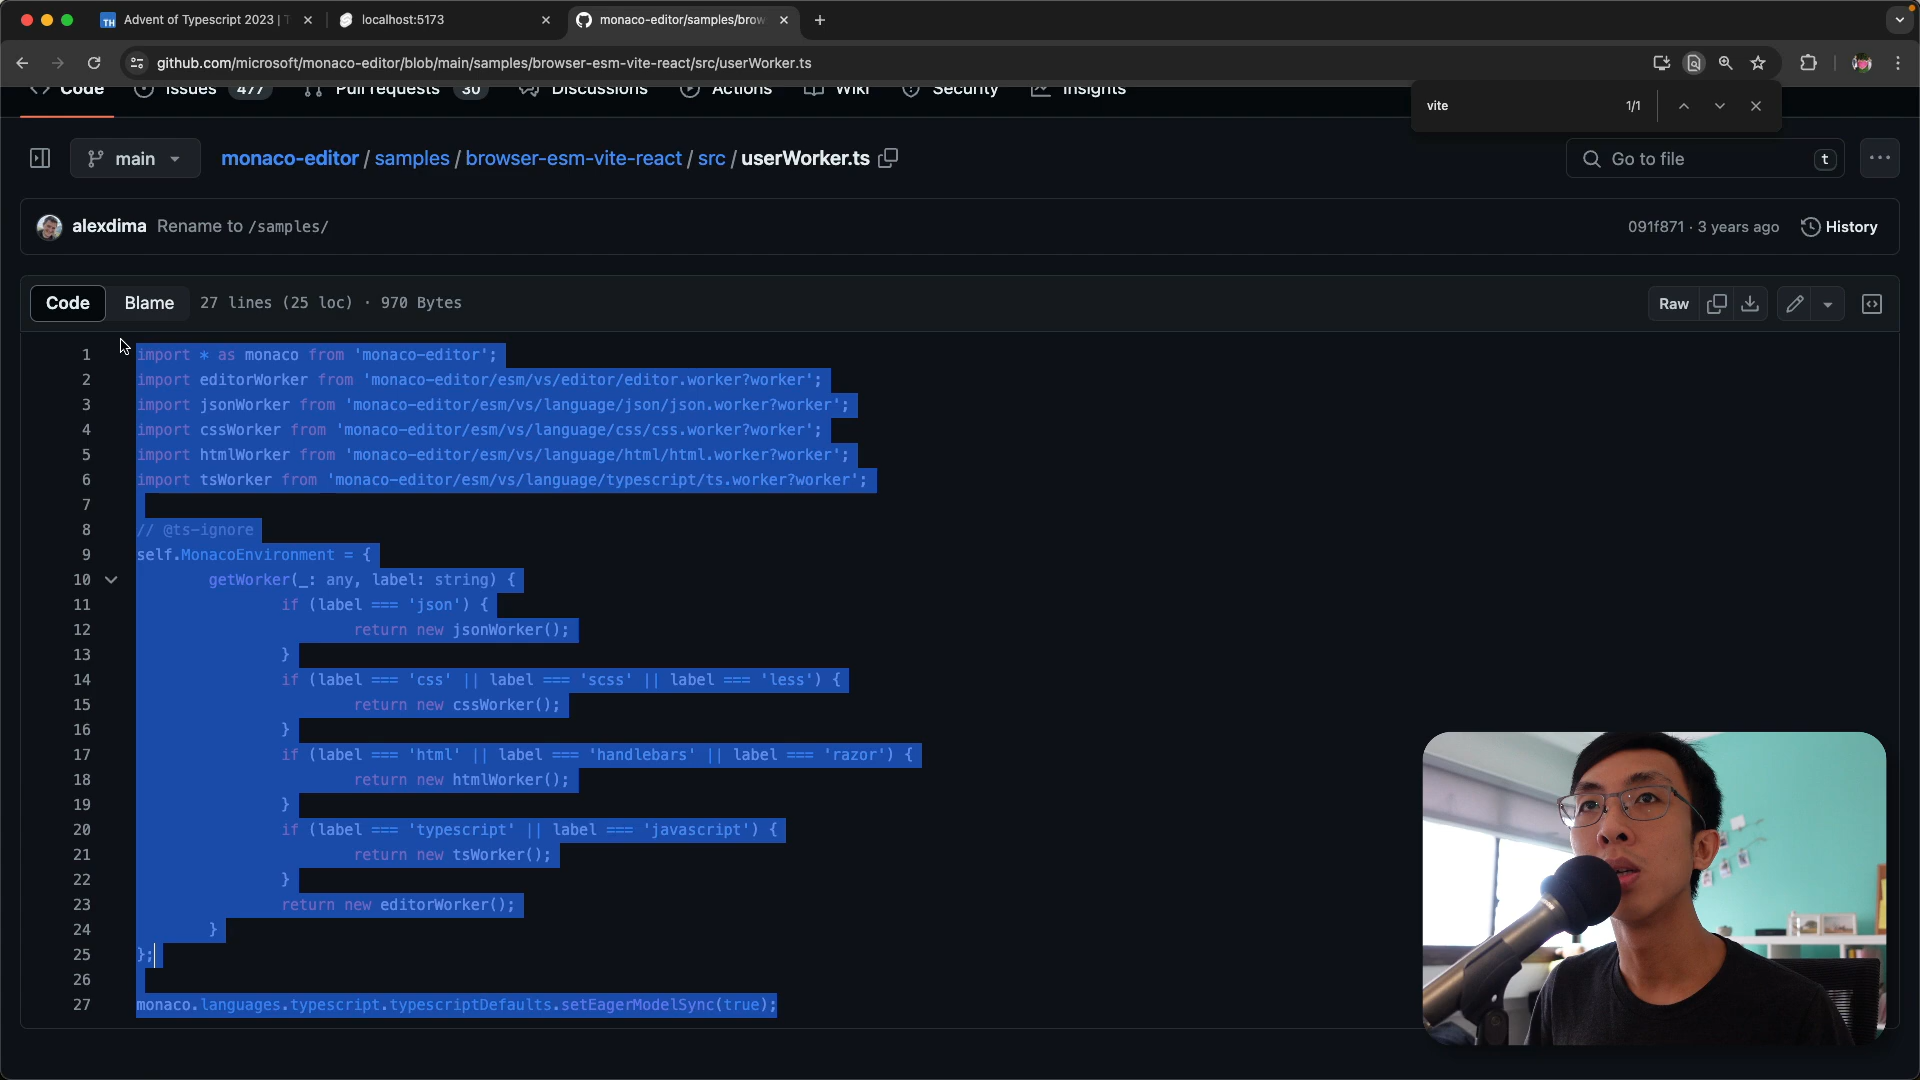 Advent of Typescript 2023 | T
localhost:5173
monaco-editor/samples/brow
github.com/microsoft/monaco-editor/blob/main/samples/browser-esm-vite-react/src/userWorker.ts
Code
Issues 477
Pull requests 30
Discussions
Actions
Wiki
Security
Insights
vite 1/1
main
monaco-editor / samples / browser-esm-vite-react / src / userWorker.ts
Go to file t
alexdima Rename to /samples/
091f871 · 3 years ago
History
Code
Blame
27 lines (25 loc) · 970 Bytes
Raw
1 import * as monaco from 'monaco-editor';
2 import editorWorker from 'monaco-editor/esm/vs/editor/editor.worker?worker';
3 import jsonWorker from 'monaco-editor/esm/vs/language/json/json.worker?worker';
4 import cssWorker from 'monaco-editor/esm/vs/language/css/css.worker?worker';
5 import htmlWorker from 'monaco-editor/esm/vs/language/html/html.worker?worker';
6 import tsWorker from 'monaco-editor/esm/vs/language/typescript/ts.worker?worker';
7
8 // @ts-ignore
9 self.MonacoEnvironment = {
10 getWorker(_: any, label: string) {
11 if (label === 'json') {
12 return new jsonWorker();
13 }
14 if (label === 'css' || label === 'scss' || label === 'less') {
15 return new cssWorker();
16 }
17 if (label === 'html' || label === 'handlebars' || label === 'razor') {
18 return new htmlWorker();
19 }
20 if (label === 'typescript' || label === 'javascript') {
21 return new tsWorker();
22 }
23 return new editorWorker();
24 }
25 };
26
27 monaco.languages.typescript.typescriptDefaults.setEagerModelSync(true);